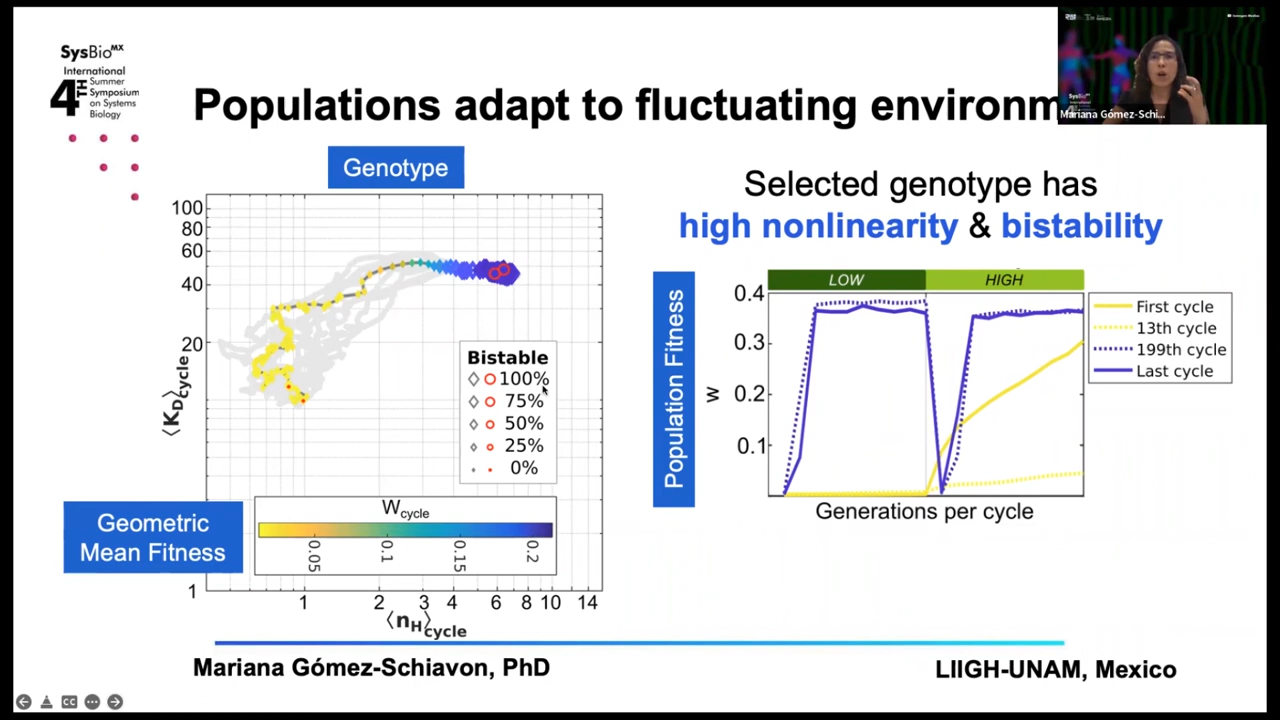 SysBioᴹˣ
International
4TH Summer
Symposium
on Systems
Biology
Populations adapt to fluctuating environm
SysBio
Mariana Gómez-Schi...
Genotype
Selected genotype has
high nonlinearity & bistability
100
80
60
40
20
1
⟨K_D⟩cycle
Bistable
100%
75%
50%
25%
0%
Geometric
Mean Fitness
W_cycle
0.05
0.1
0.15
0.2
1 2 3 4 6 8 10 14
⟨n_H⟩cycle
Population Fitness
LOW HIGH
0.4
0.3
0.2
0.1
w
Generations per cycle
First cycle
13th cycle
199th cycle
Last cycle
Mariana Gómez-Schiavon, PhD
LIIGH-UNAM, Mexico
CC